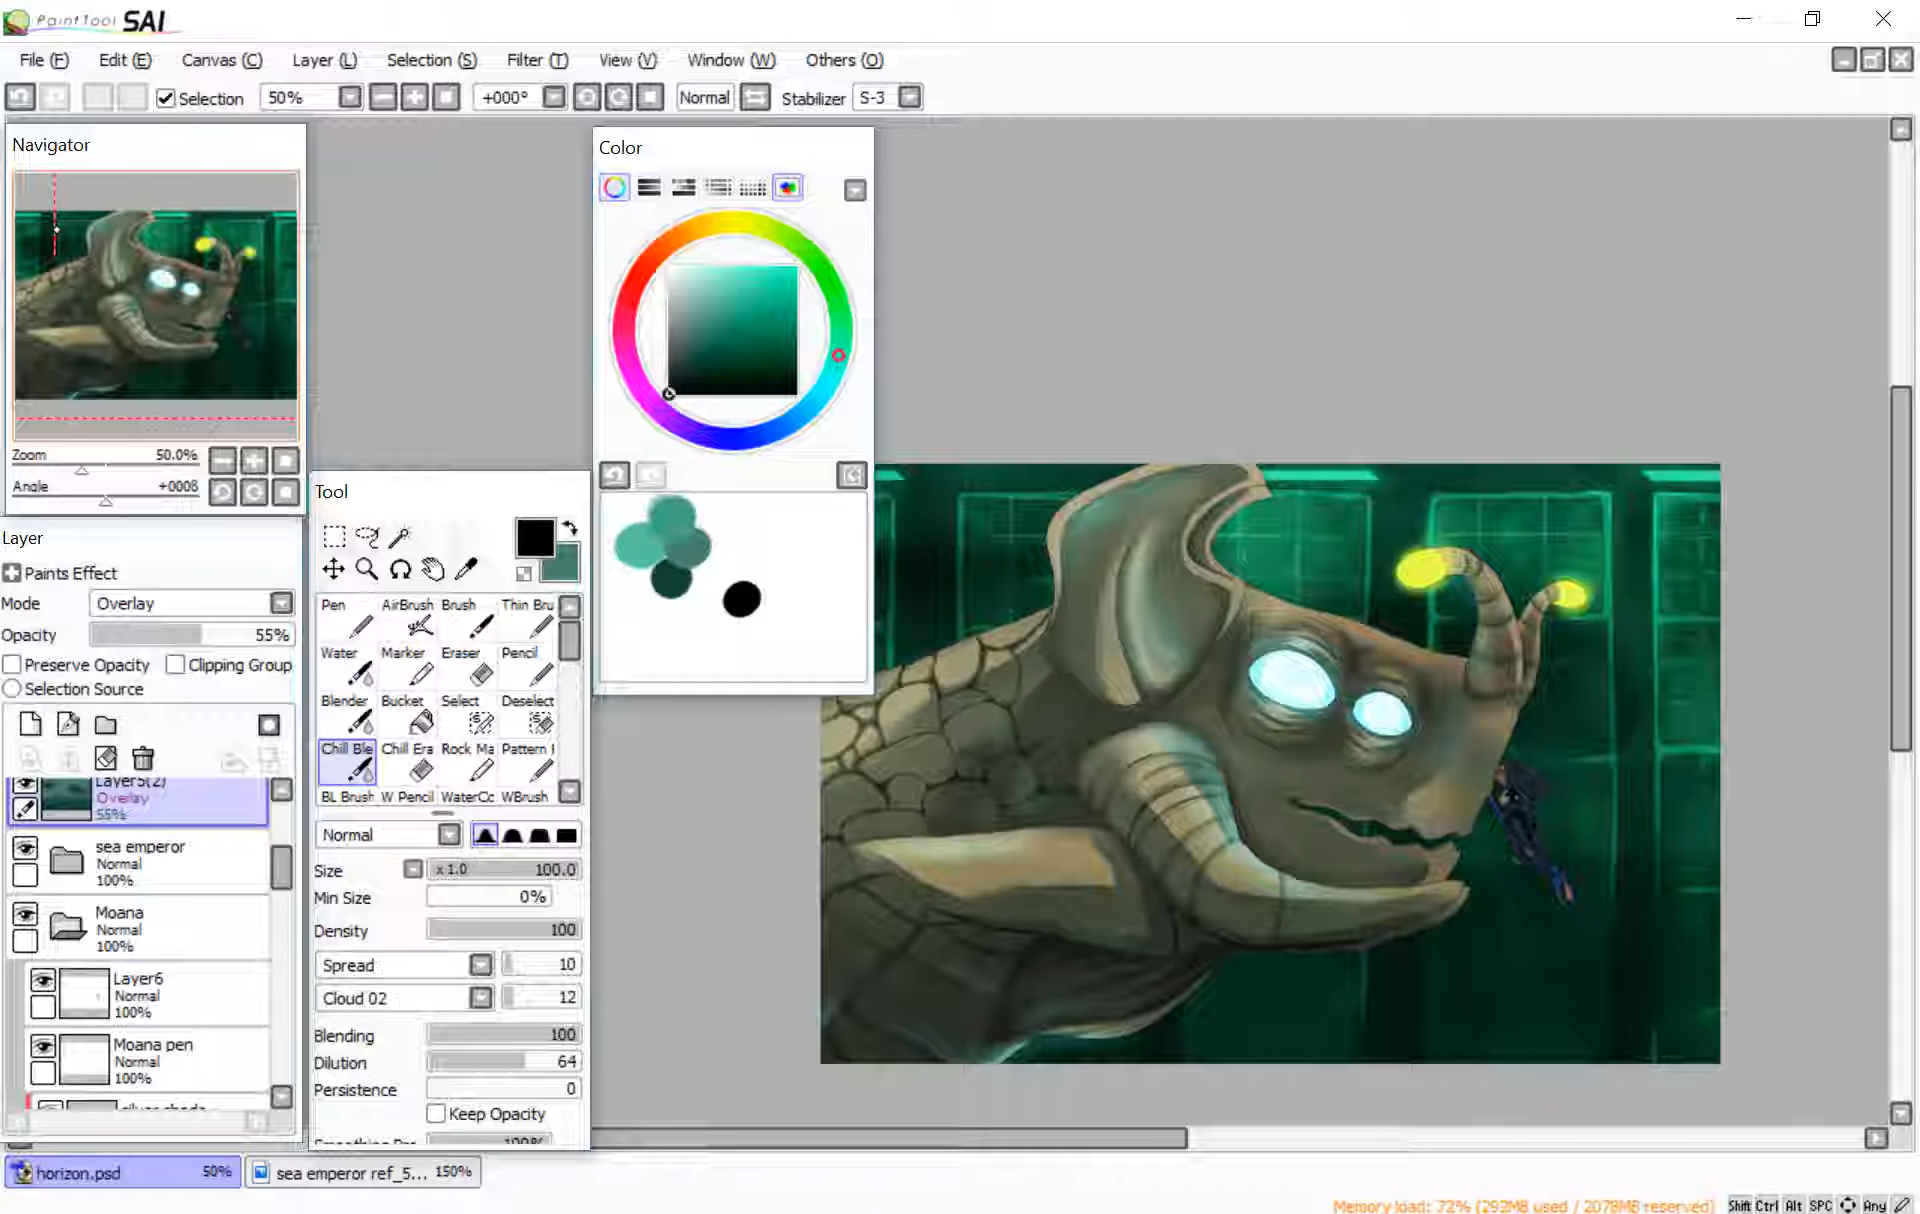 PaintTool SAI
File (F) Edit (E) Canvas (C) Layer (L) Selection (S) Filter (T) View (V) Window (W) Others (O)
Selection 50% +000° Normal Stabilizer S-3
Navigator
Zoom 50.0%
Angle +000ß
Layer
Paints Effect
Mode Overlay
Opacity 55%
Preserve Opacity Clipping Group
Selection Source
Layer5(2)
Overlay
55%
sea emperor
Normal
100%
Moana
Normal
100%
Layer6
Normal
100%
Moana pen
Normal
100%
Tool
Pen AirBrush Brush Thin Bru
Water Marker Eraser Pencil
Blender Bucket Select Deselect
Chill Ble Chill Era Rock Ma Pattern
BL Brush W Pencil WaterCc WBrush
Normal
Size x 1.0 100.0
Min Size 0%
Density 100
Spread 10
Cloud 02 12
Blending 100
Dilution 64
Persistence 0
Keep Opacity
100%
Color
horizon.psd 50% sea emperor ref_5... 150%
Memory load: 72% (293MB used / 2078MB reserved) Shift Ctrl Alt SPC Any